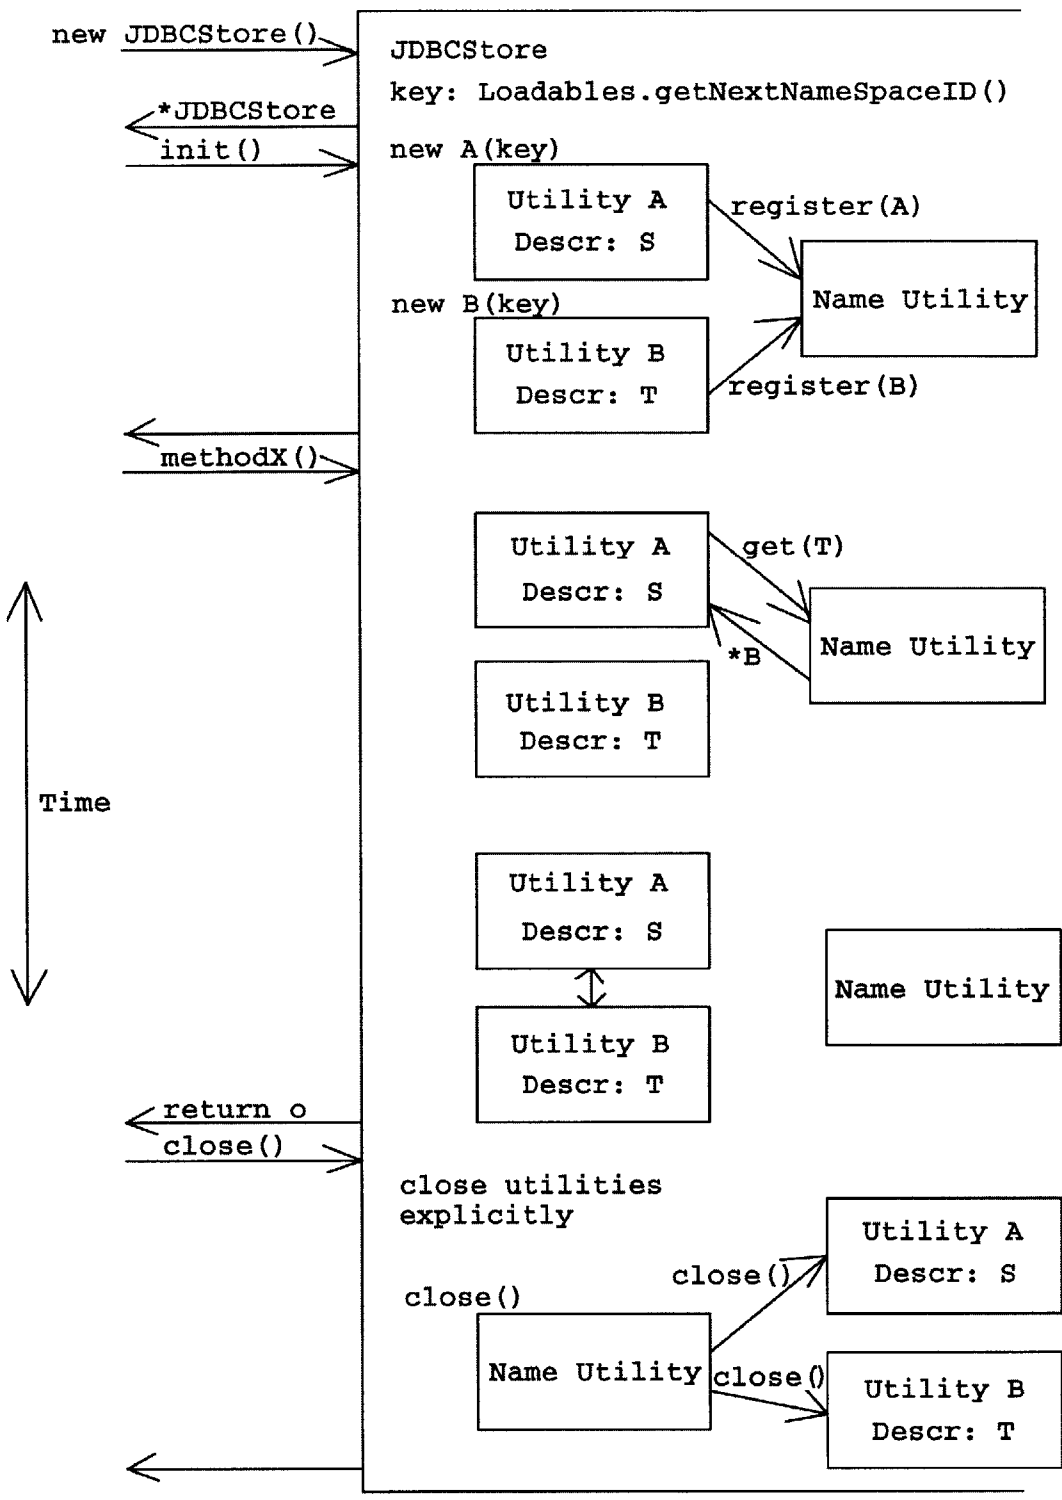 new JDBCStore()
JDBCStore
key: Loadables.getNextNameSpaceID()
*JDBCStore
init()
new A(key)
Utility A
Descr: S
register(A)
Name Utility
new B(key)
Utility B
Descr: T
register(B)
methodX()
Utility A
Descr: S
get(T)
*B
Name Utility
Utility B
Descr: T
Time
Utility A
Descr: S
Name Utility
Utility B
Descr: T
return o
close()
close utilities
explicitly
Utility A
Descr: S
close()
close()
Name Utility
close()
Utility B
Descr: T